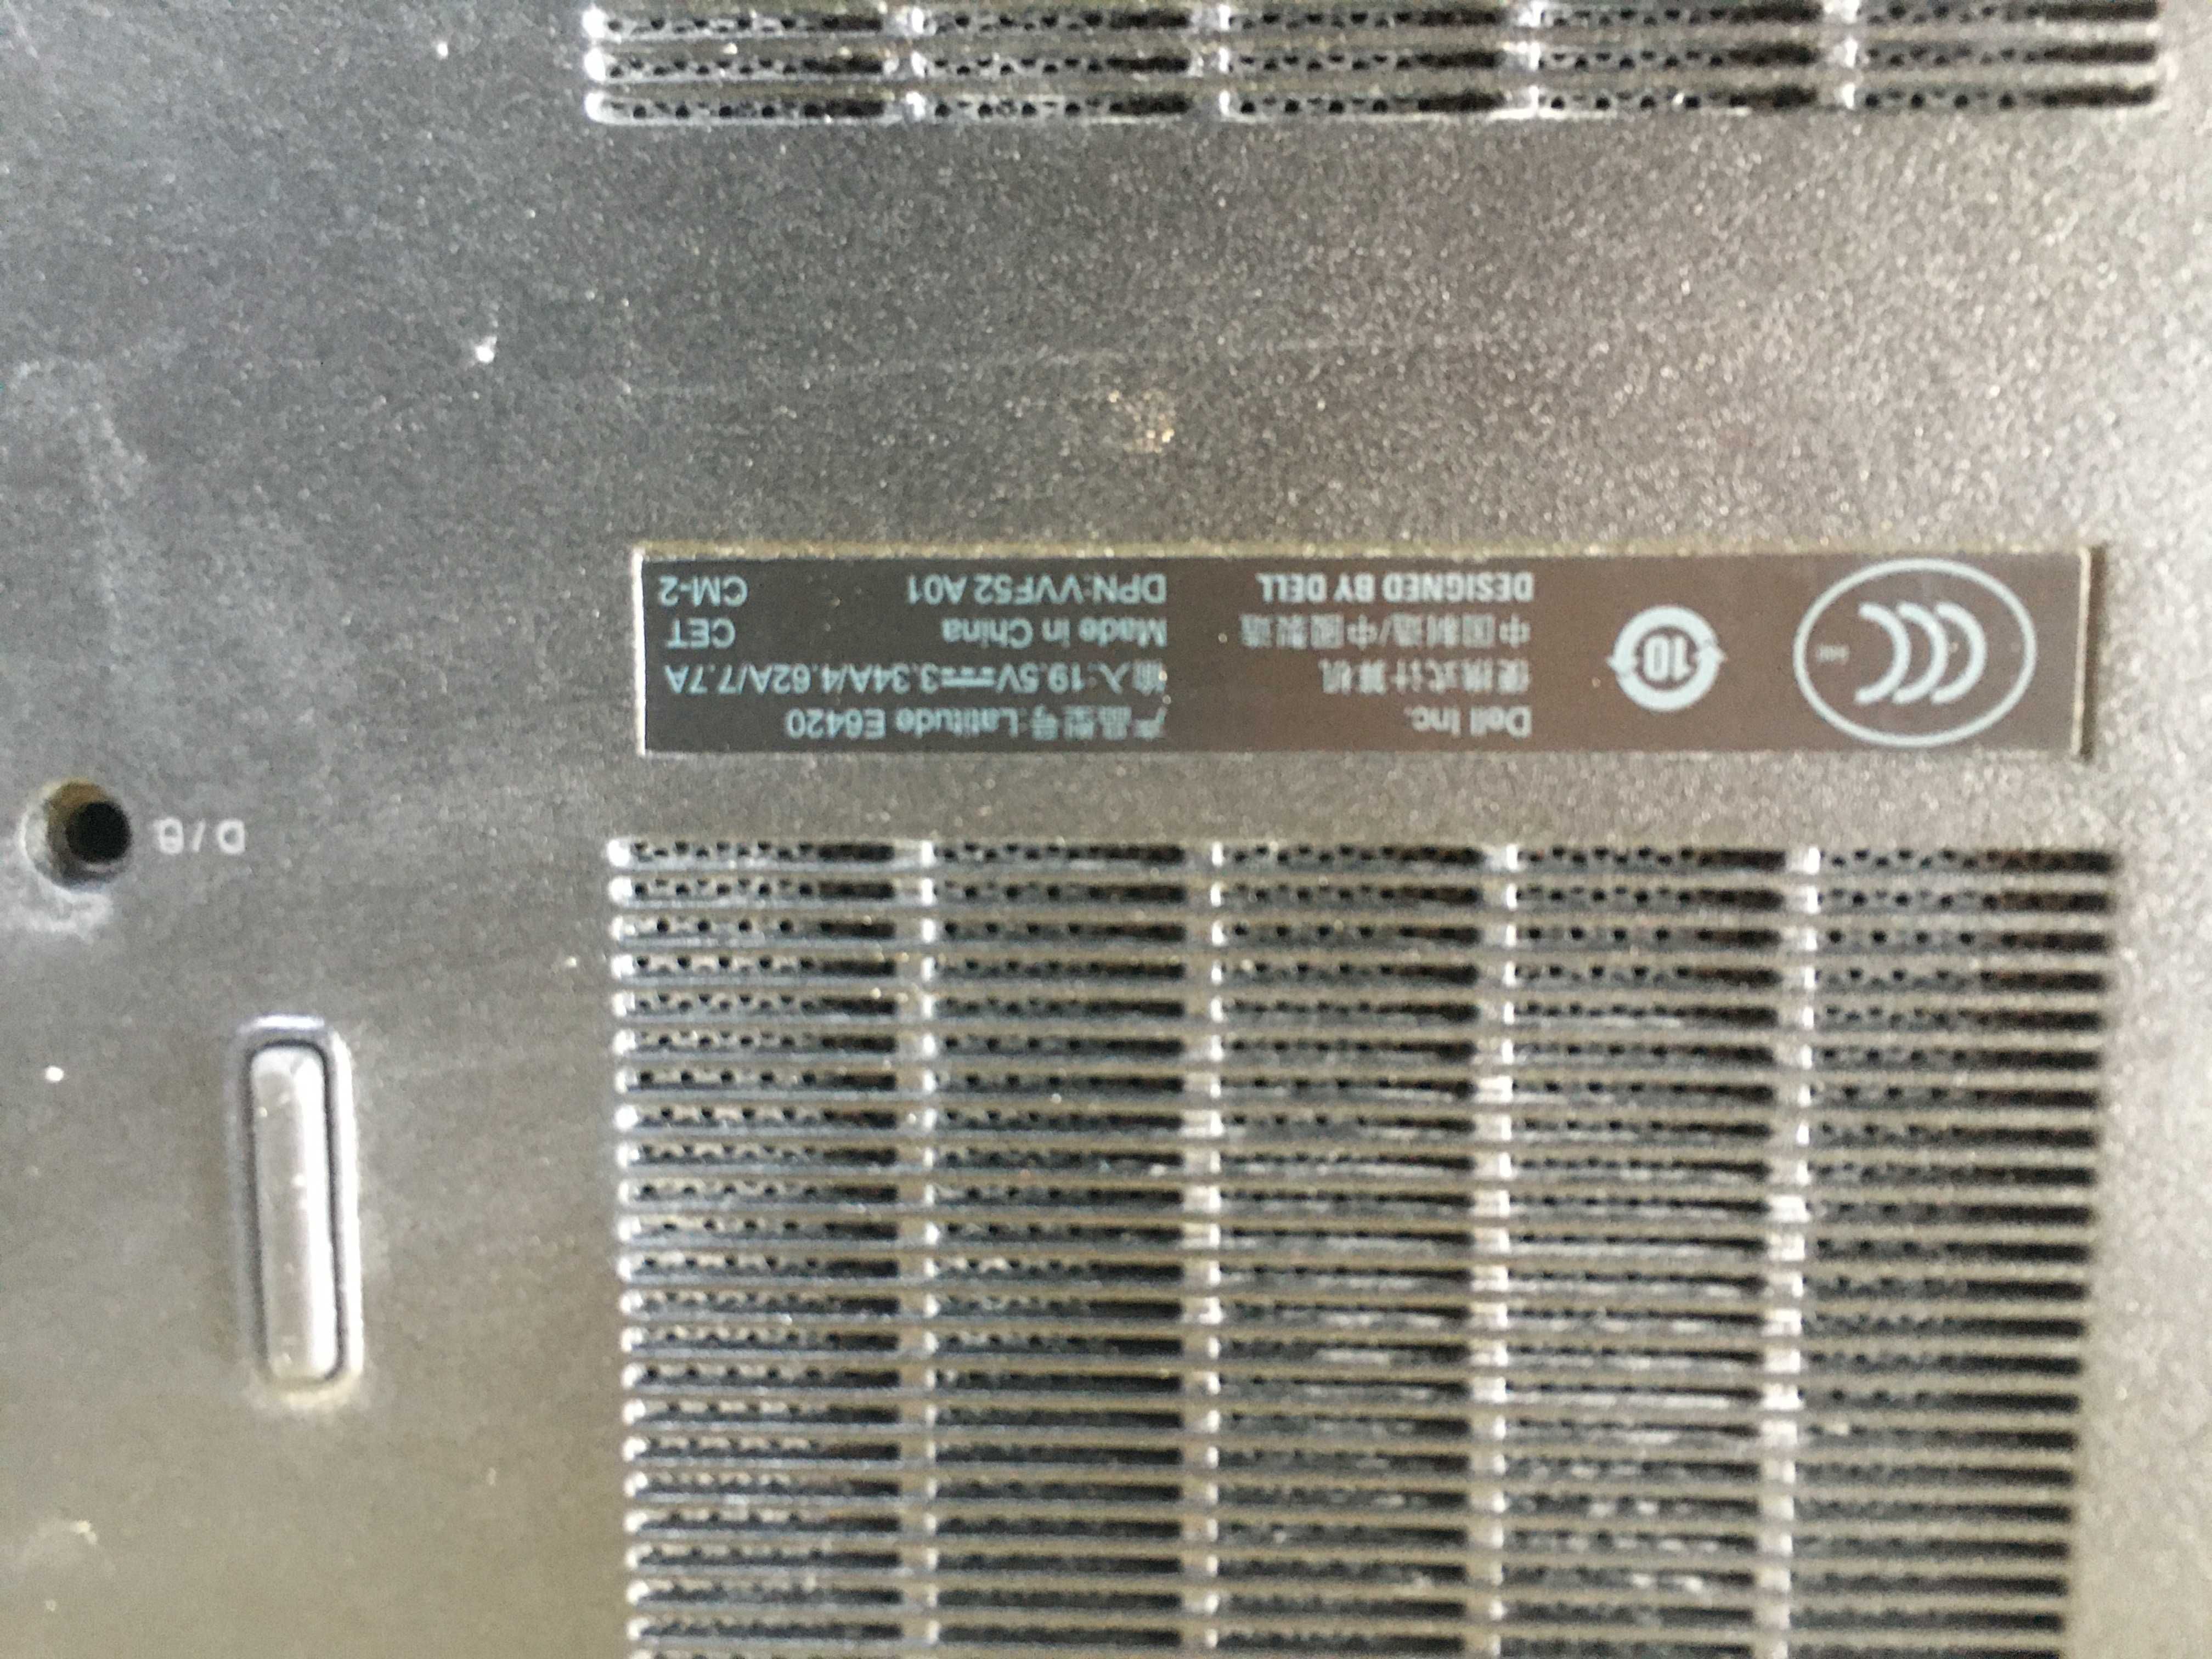 CCC
10
Dell Inc.
便携式计算机
中国制造/中國製造
DESIGNED BY DELL
产品型号:Latitude E6420
输入:19.5V⎓3.34A/4.62A/7.7A
Made in China CET
DPN:VVF52 A01 CM-2
D/B